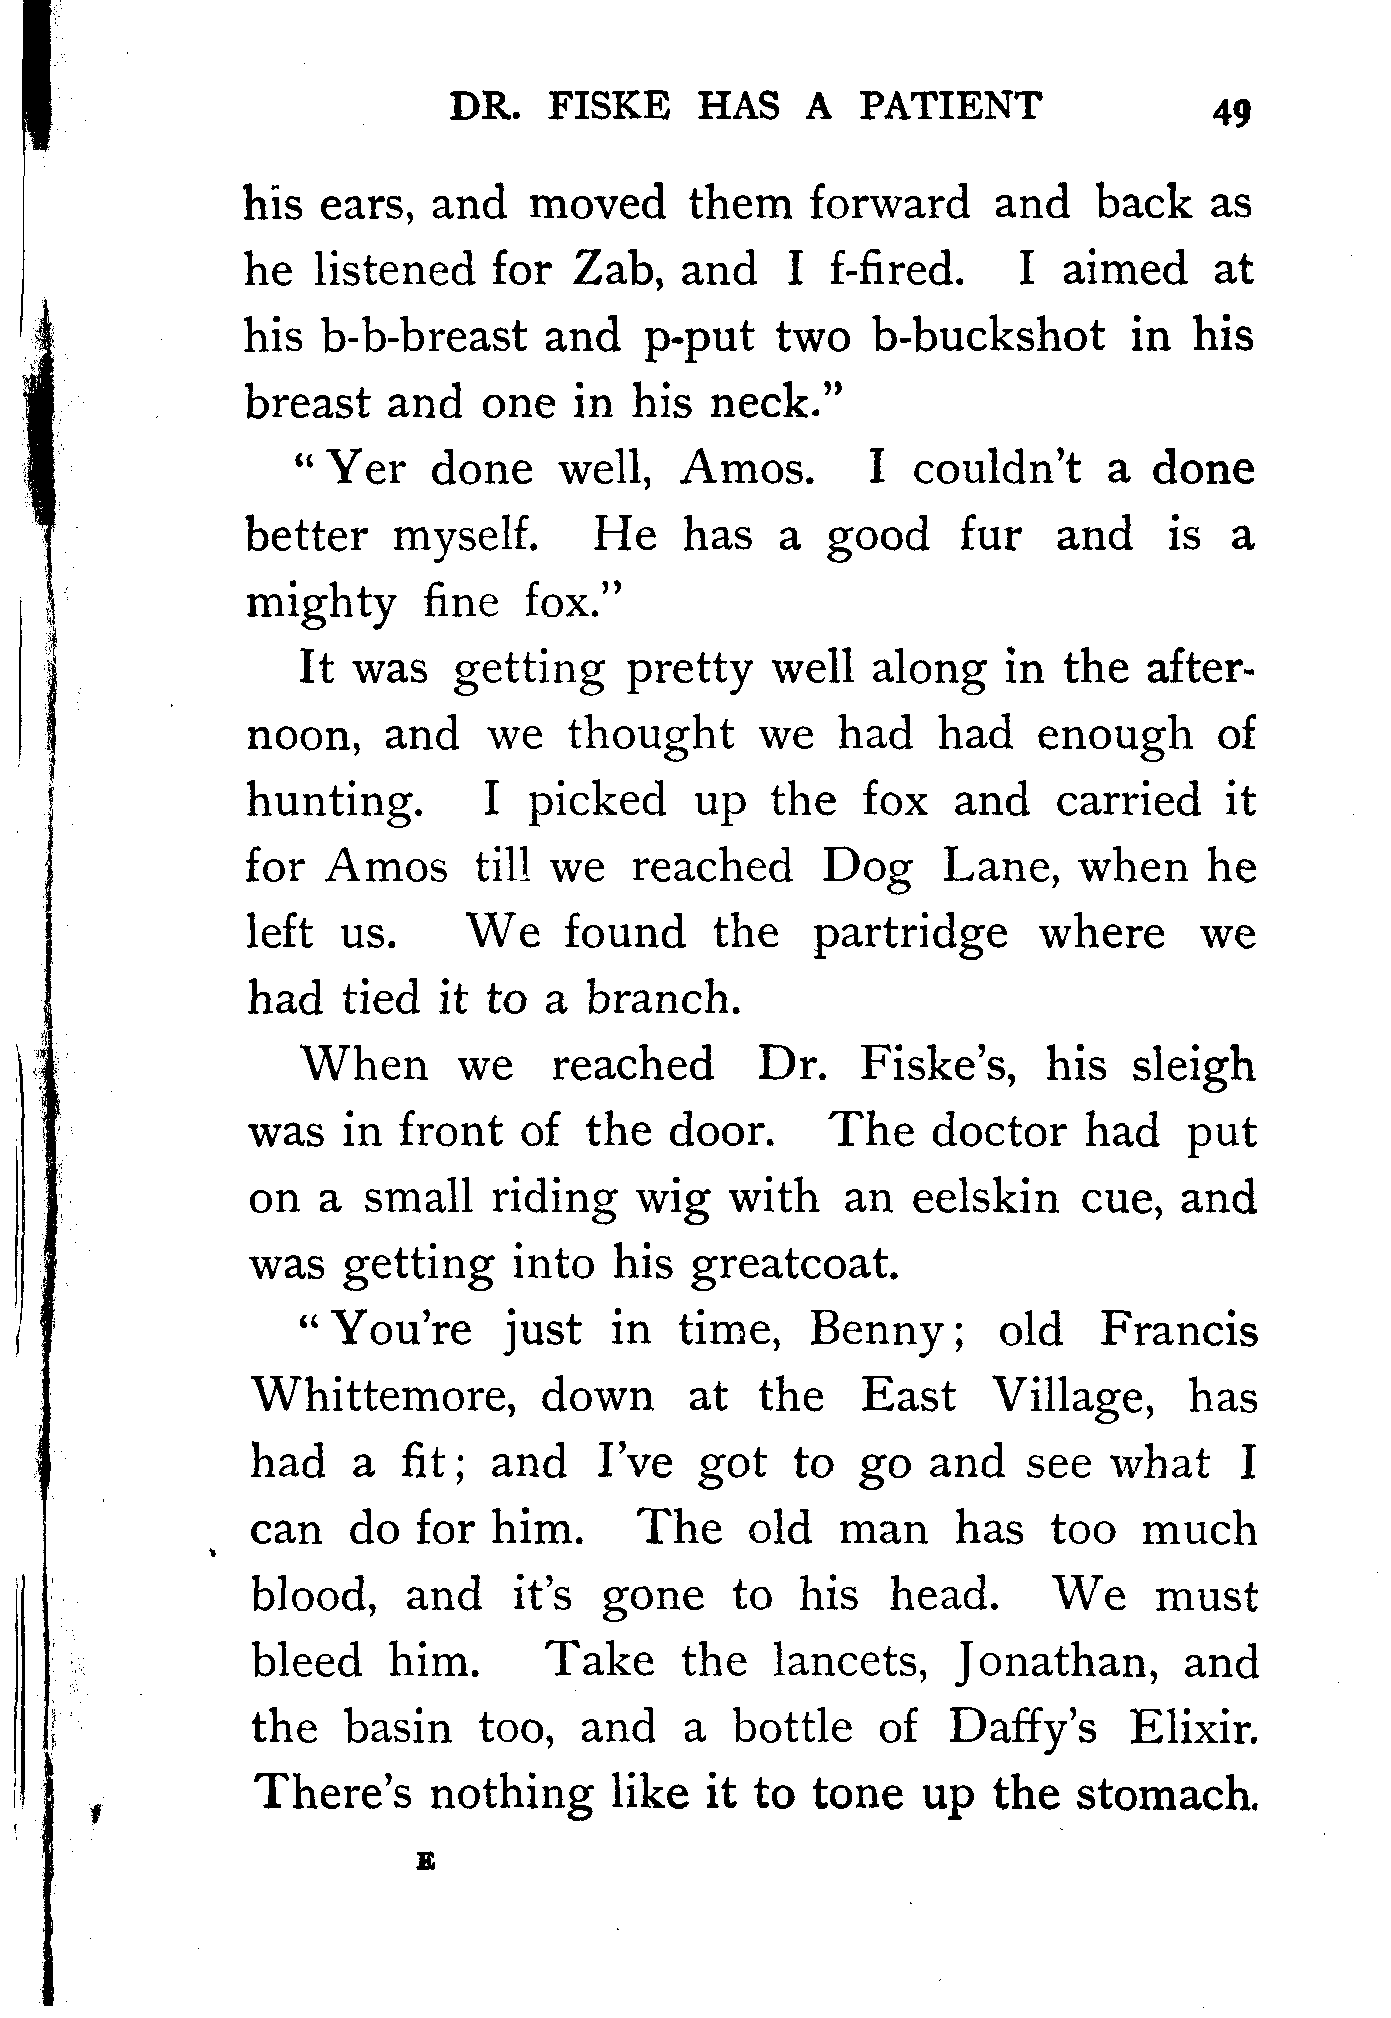 DR. FISKE HAS A PATIENT 49
his ears, and moved them forward and back as
he listened for Zab, and I f-fired. I aimed at
his b-b-breast and p-put two b-buckshot in his
breast and one in his neck."
"Yer done well, Amos. I couldn't a done
better myself. He has a good fur and is a
mighty fine fox."
It was getting pretty well along in the after-
noon, and we thought we had had enough of
hunting. I picked up the fox and carried it
for Amos till we reached Dog Lane, when he
left us. We found the partridge where we
had tied it to a branch.
When we reached Dr. Fiske's, his sleigh
was in front of the door. The doctor had put
on a small riding wig with an eelskin cue, and
was getting into his greatcoat.
"You're just in time, Benny; old Francis
Whittemore, down at the East Village, has
had a fit; and I've got to go and see what I
can do for him. The old man has too much
blood, and it's gone to his head. We must
bleed him. Take the lancets, Jonathan, and
the basin too, and a bottle of Daffy's Elixir.
There's nothing like it to tone up the stomach.
E